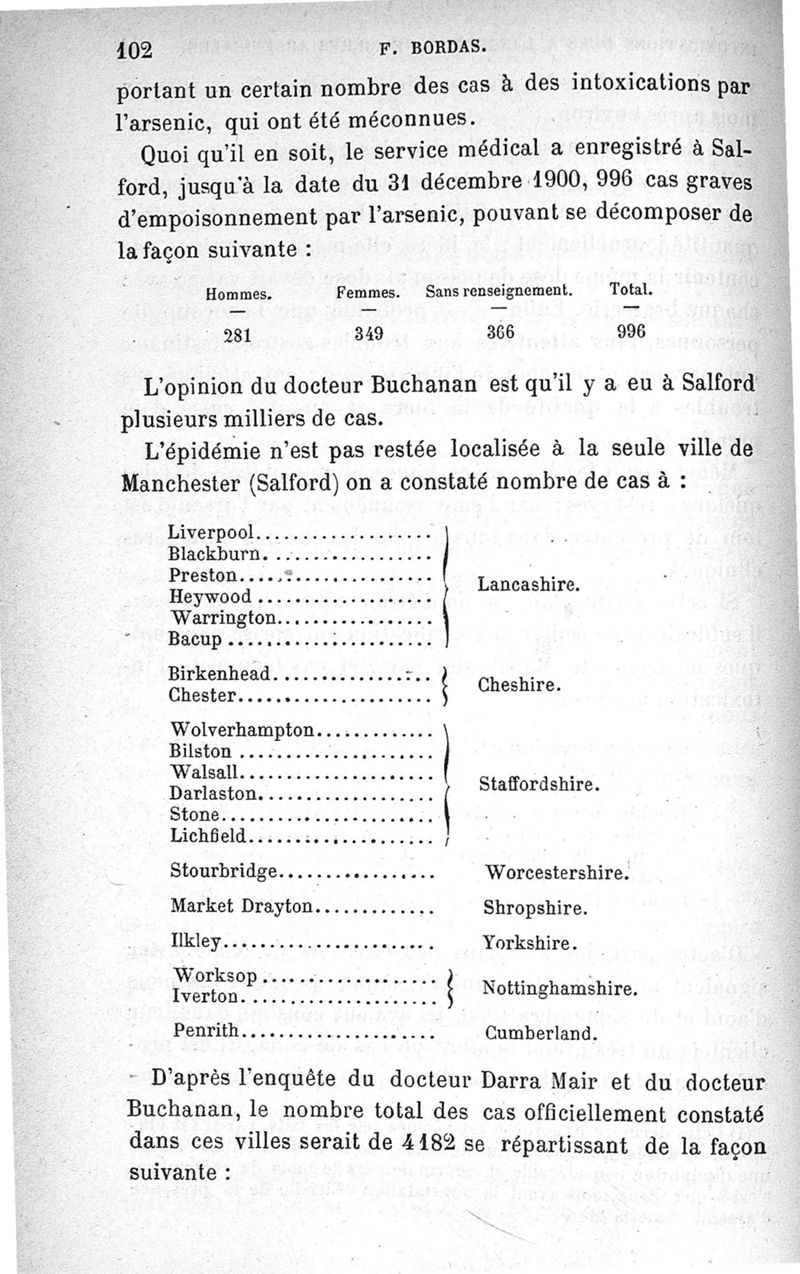 102 F. BORDAS.
portant un certain nombre des cas à des intoxications par
l'arsenic, qui ont été méconnues.
Quoi qu'il en soit, le service médical a enregistré à Sal-
ford, jusqu'à la date du 31 décembre 1900, 996 cas graves
d'empoisonnement par l'arsenic, pouvant se décomposer de
la façon suivante :
Hommes. Femmes. Sans renseignement. Total.
— — — —
281 349 366 996
L'opinion du docteur Buchanan est qu'il y a eu à Salford
plusieurs milliers de cas.
L'épidémie n'est pas restée localisée à la seule ville de
Manchester (Salford) on a constaté nombre de cas à :
Liverpool....................
Blackburn..................
Preston....................
Heywood ..................
Warrington................
Bacup ....................
Lancashire.
Birkenhead................
Chester.....................
Cheshire.
Wolverhampton.............
Bilston ....................
Walsall....................
Darlaston..................
Stone......................
Lichfield...................
Staffordshire.
Stourbridge................ Worcestershire.
Market Drayton............. Shropshire.
Ilkley....................... Yorkshire.
Worksop ...................
Iverton.....................
Nottinghamshire.
Penrith..................... Cumberland.
D'après l'enquête du docteur Darra Mair et du docteur
Buchanan, le nombre total des cas officiellement constaté
dans ces villes serait de 4182 se répartissant de la façon
suivante :